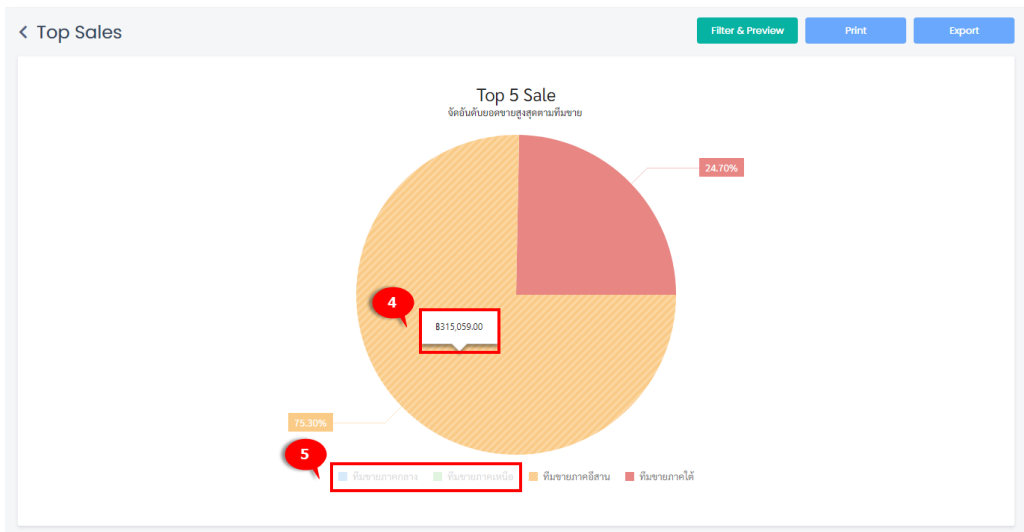 Top Sales
Filter & Preview
Print
Export
Top 5 Sale
จัดอันดับยอดขายสูงสุดตามทีมขาย
24.70%
4
฿315,059.00
75.30%
5
ทีมขายภาคกลาง ทีมขายภาคเหนือ ทีมขายภาคอีสาน ทีมขายภาคใต้